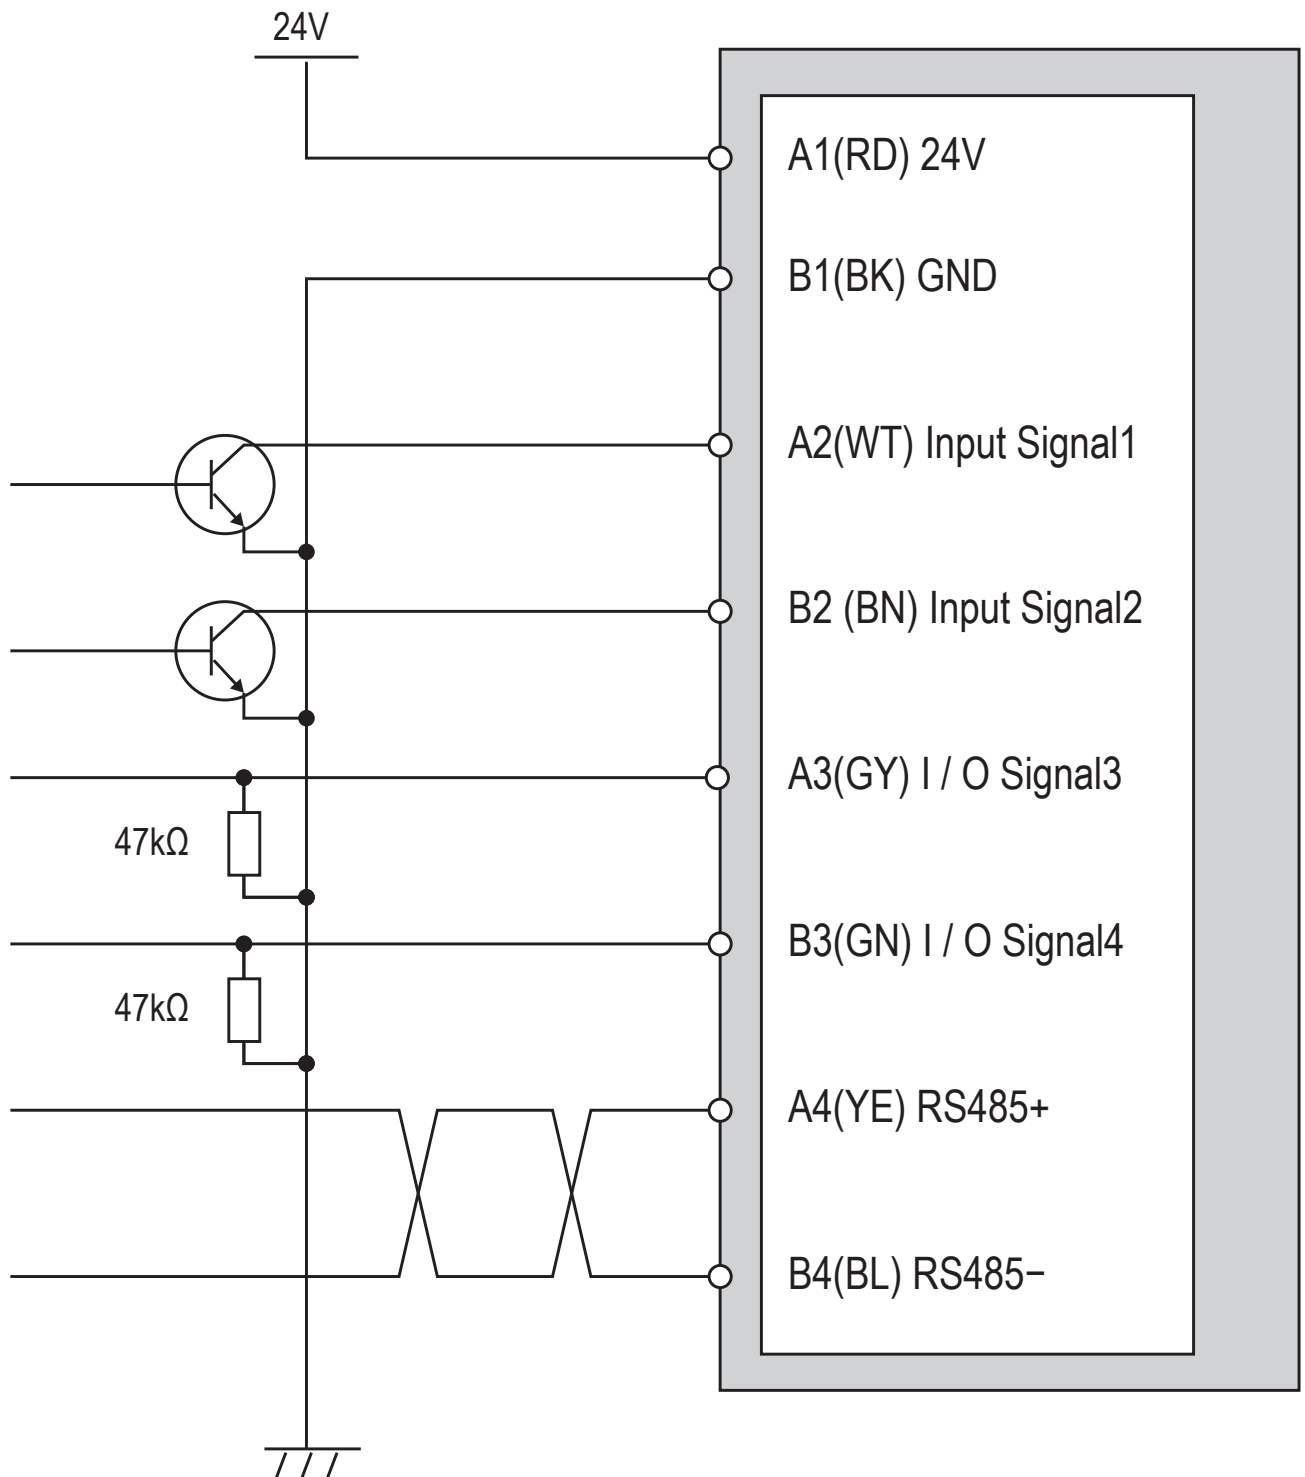 24V
A1(RD) 24V
B1(BK) GND
A2(WT) Input Signal1
B2 (BN) Input Signal2
A3(GY) I / O Signal3
47kΩ
B3(GN) I / O Signal4
47kΩ
A4(YE) RS485+
B4(BL) RS485−